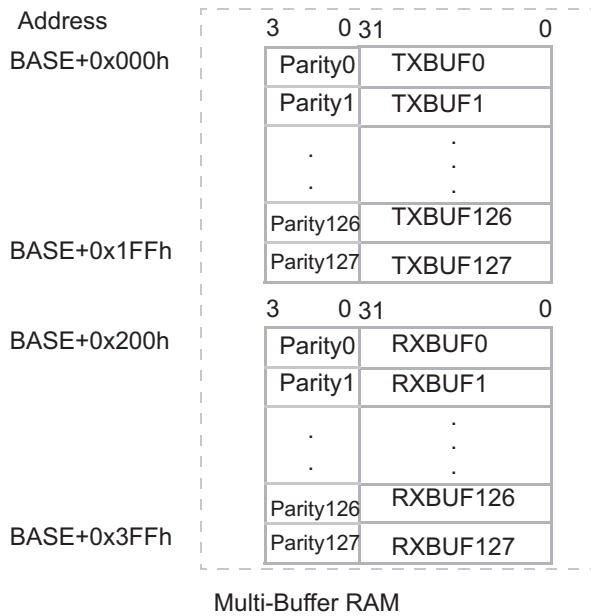 Address
3 0 31 0
BASE+0x000h Parity0 TXBUF0
Parity1 TXBUF1
. .
.
. .
Parity126 TXBUF126
BASE+0x1FFh Parity127 TXBUF127
3 0 31 0
BASE+0x200h Parity0 RXBUF0
Parity1 RXBUF1
. .
.
. .
Parity126 RXBUF126
BASE+0x3FFh Parity127 RXBUF127
Multi-Buffer RAM